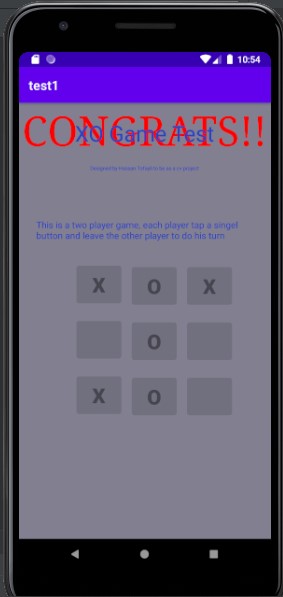 10:54
test1
CONGRATS!!
XO Game Test
This is a two player game, each player tap a singel
button and leave the other player to do his turn
X O X
O
X O